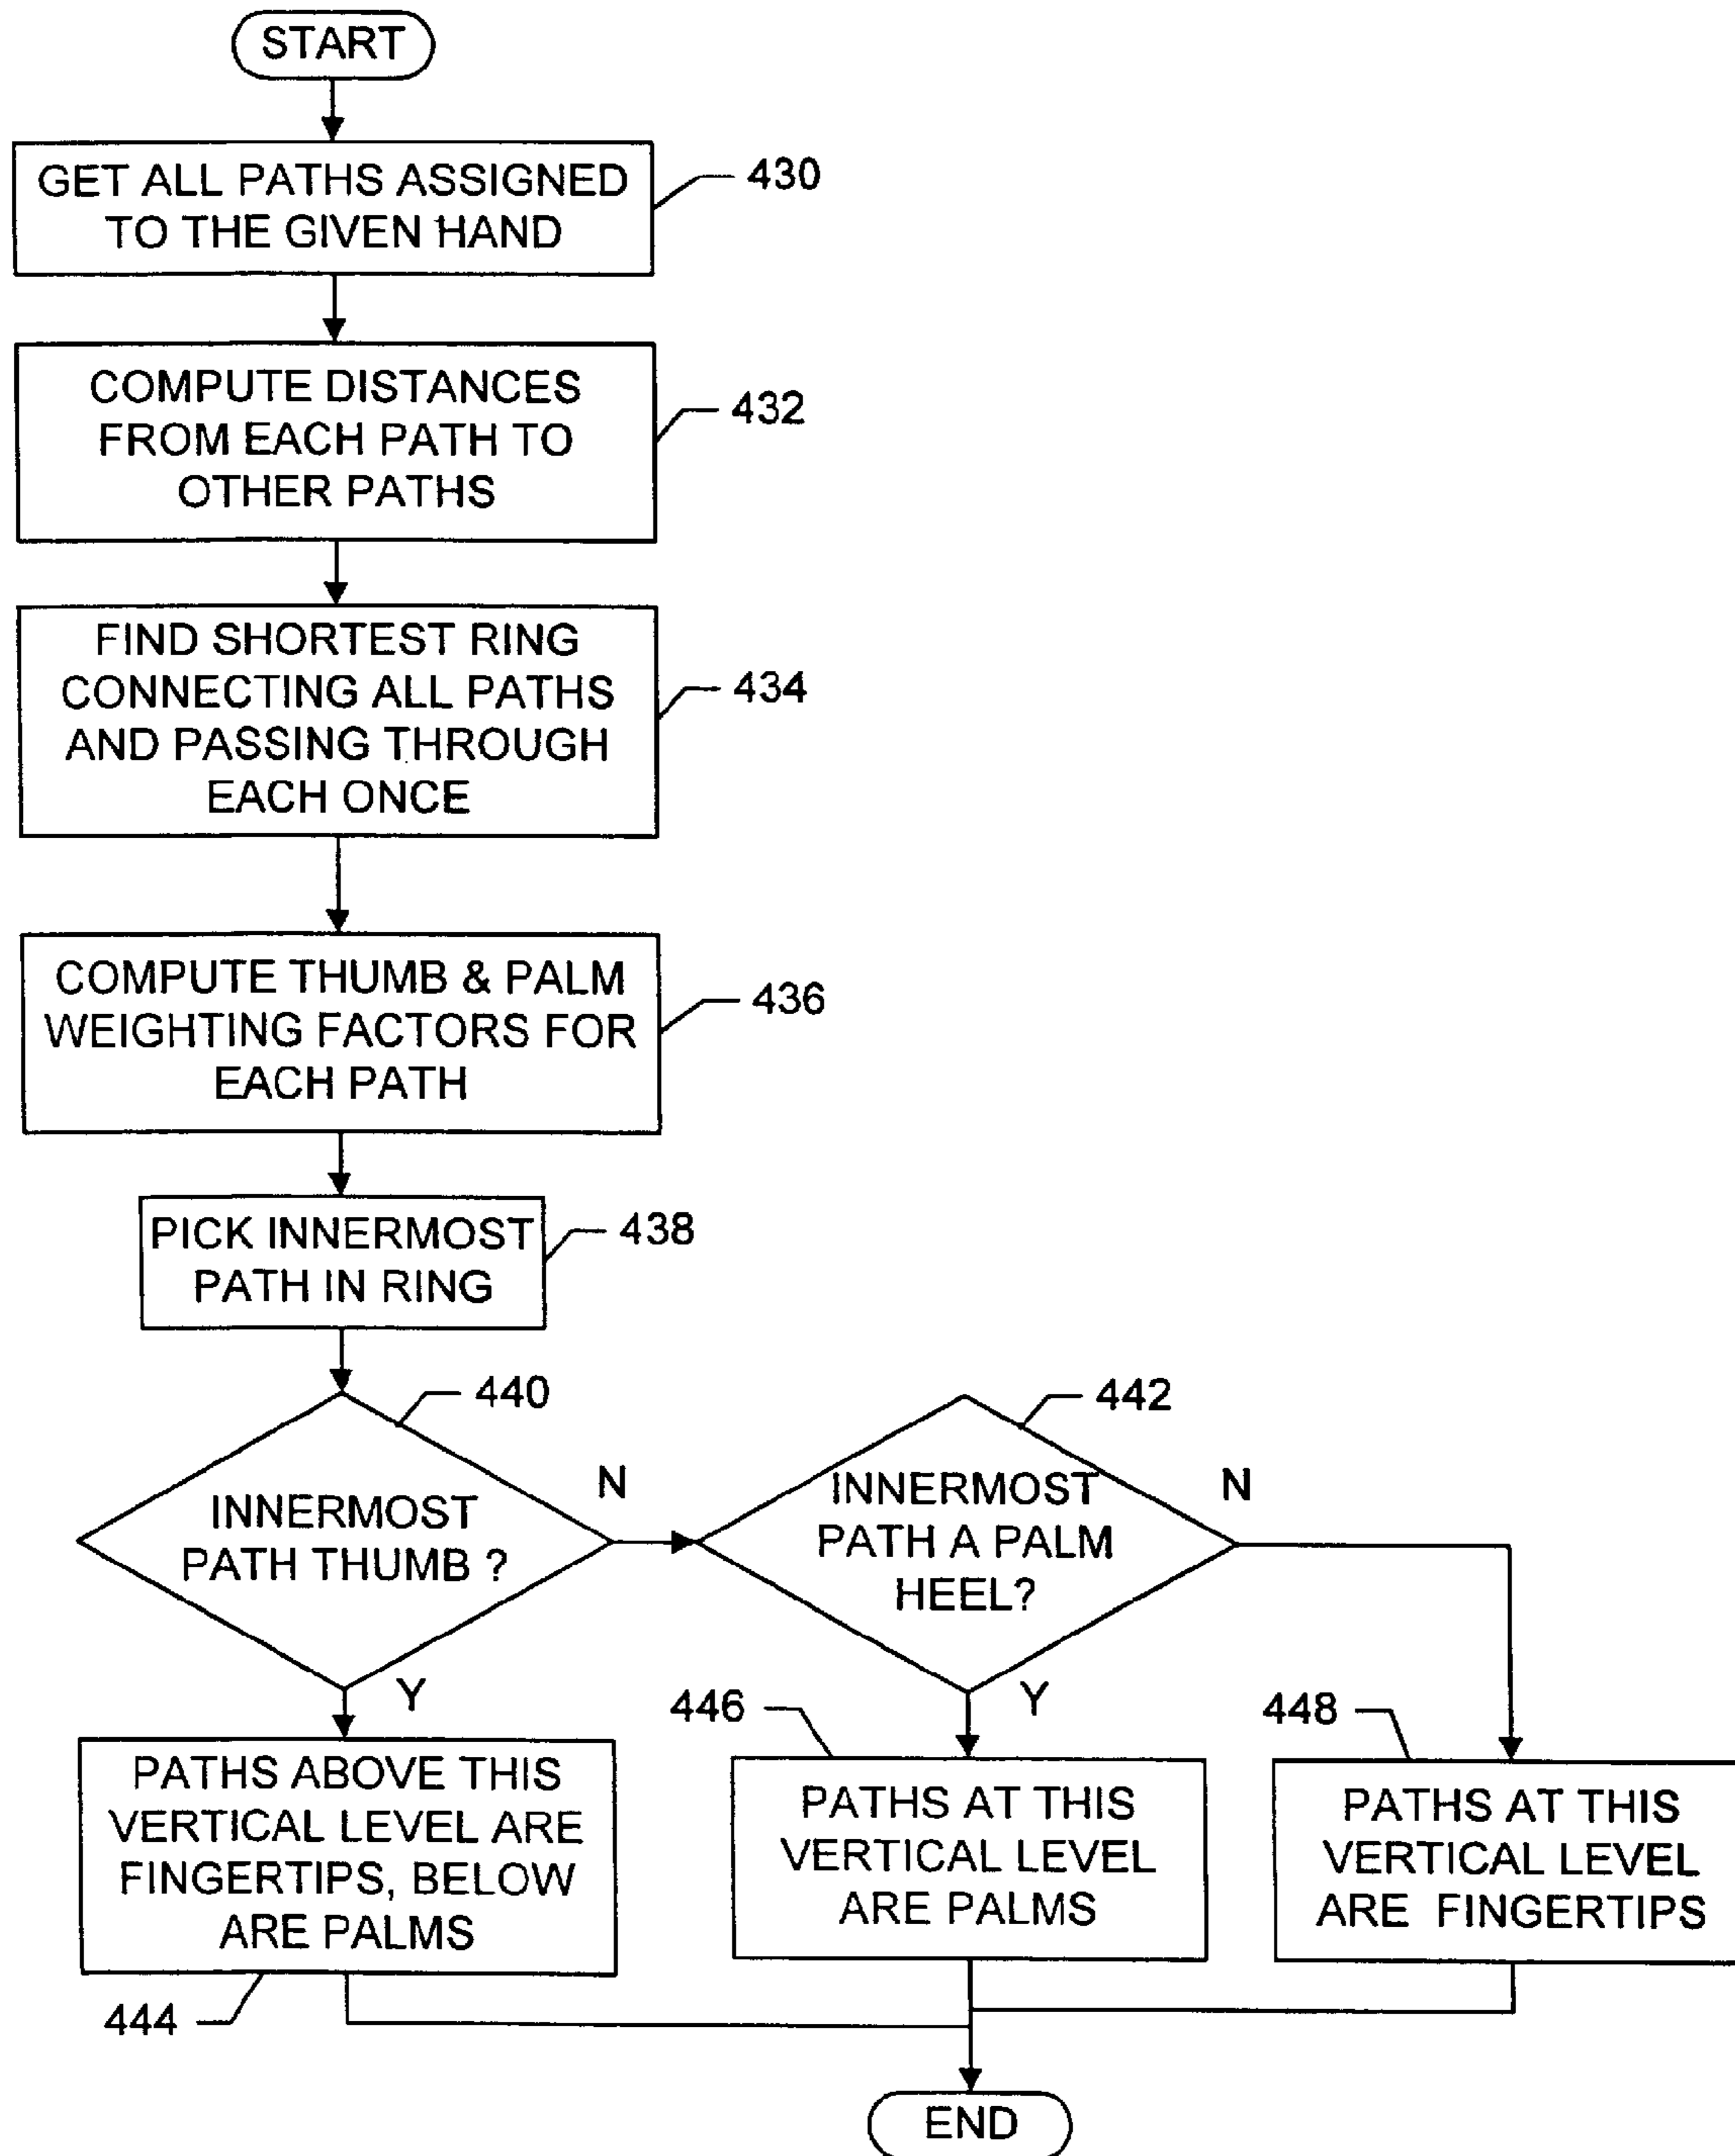 START
GET ALL PATHS ASSIGNED
TO THE GIVEN HAND
430
COMPUTE DISTANCES
FROM EACH PATH TO
OTHER PATHS
432
FIND SHORTEST RING
CONNECTING ALL PATHS
AND PASSING THROUGH
EACH ONCE
434
COMPUTE THUMB & PALM
WEIGHTING FACTORS FOR
EACH PATH
436
PICK INNERMOST
PATH IN RING
438
440
INNERMOST
PATH THUMB ?
N
Y
442
INNERMOST
PATH A PALM
HEEL?
N
Y
PATHS ABOVE THIS
VERTICAL LEVEL ARE
FINGERTIPS, BELOW
ARE PALMS
444
446
PATHS AT THIS
VERTICAL LEVEL
ARE PALMS
448
PATHS AT THIS
VERTICAL LEVEL
ARE FINGERTIPS
END